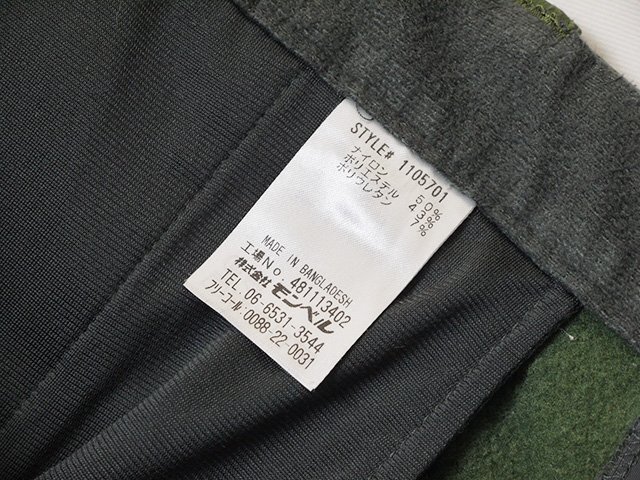 STYLE# 1105701
ナイロン 50%
ポリエステル 43%
ポリウレタン 7%
MADE IN BANGLADESH
工場No. 481113402
株式会社モンベル
TEL: 06-6531-3544
フリーコール: 0088-22-0031